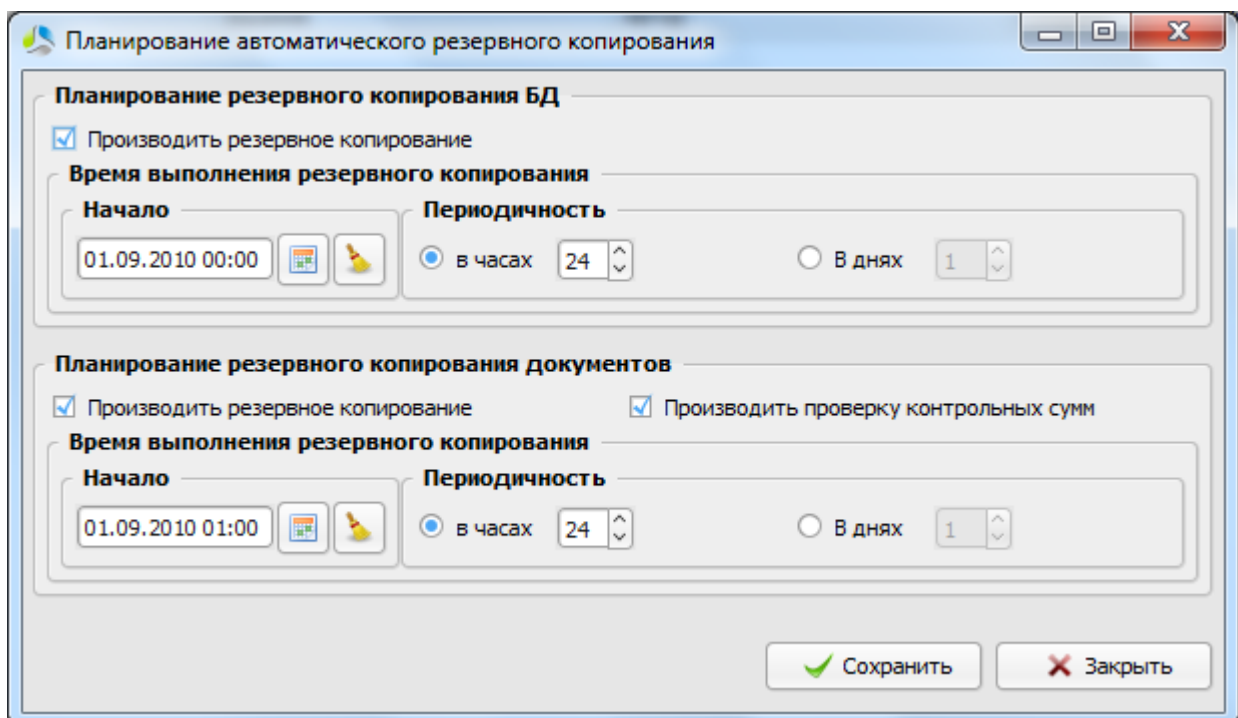 Планирование автоматического резервного копирования
Планирование резервного копирования БД
Производить резервное копирование
Время выполнения резервного копирования
Начало Периодичность
01.09.2010 00:00 в часах 24 В днях 1
Планирование резервного копирования документов
Производить резервное копирование Производить проверку контрольных сумм
Время выполнения резервного копирования
Начало Периодичность
01.09.2010 01:00 в часах 24 В днях 1
Сохранить Закрыть